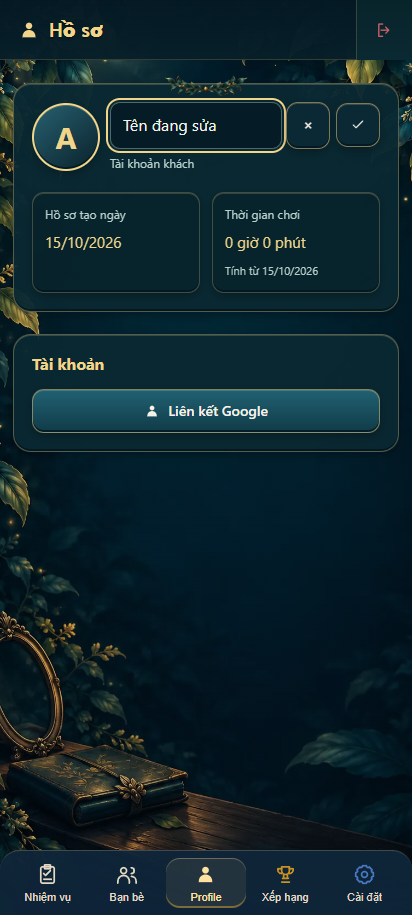 Hồ sơ
A
Tên đang sửa
Tài khoản khách
Hồ sơ tạo ngày
15/10/2026
Thời gian chơi
0 giờ 0 phút
Tính từ 15/10/2026
Tài khoản
Liên kết Google
Nhiệm vụ
Bạn bè
Profile
Xếp hạng
Cài đặt